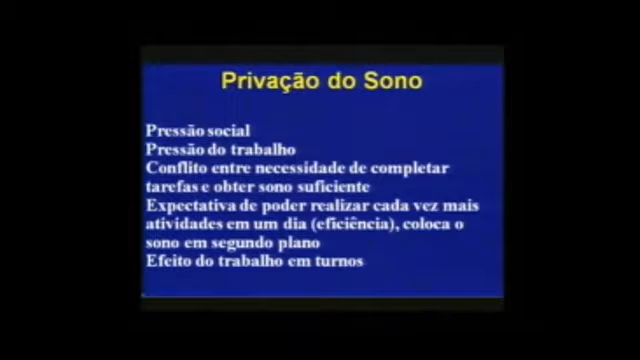 Privação do Sono
Pressão social
Pressão do trabalho
Conflito entre necessidade de completar
tarefas e obter sono suficiente
Expectativa de poder realizar cada vez mais
atividades em um dia (eficiência), coloca o
sono em segundo plano
Efeito do trabalho em turnos